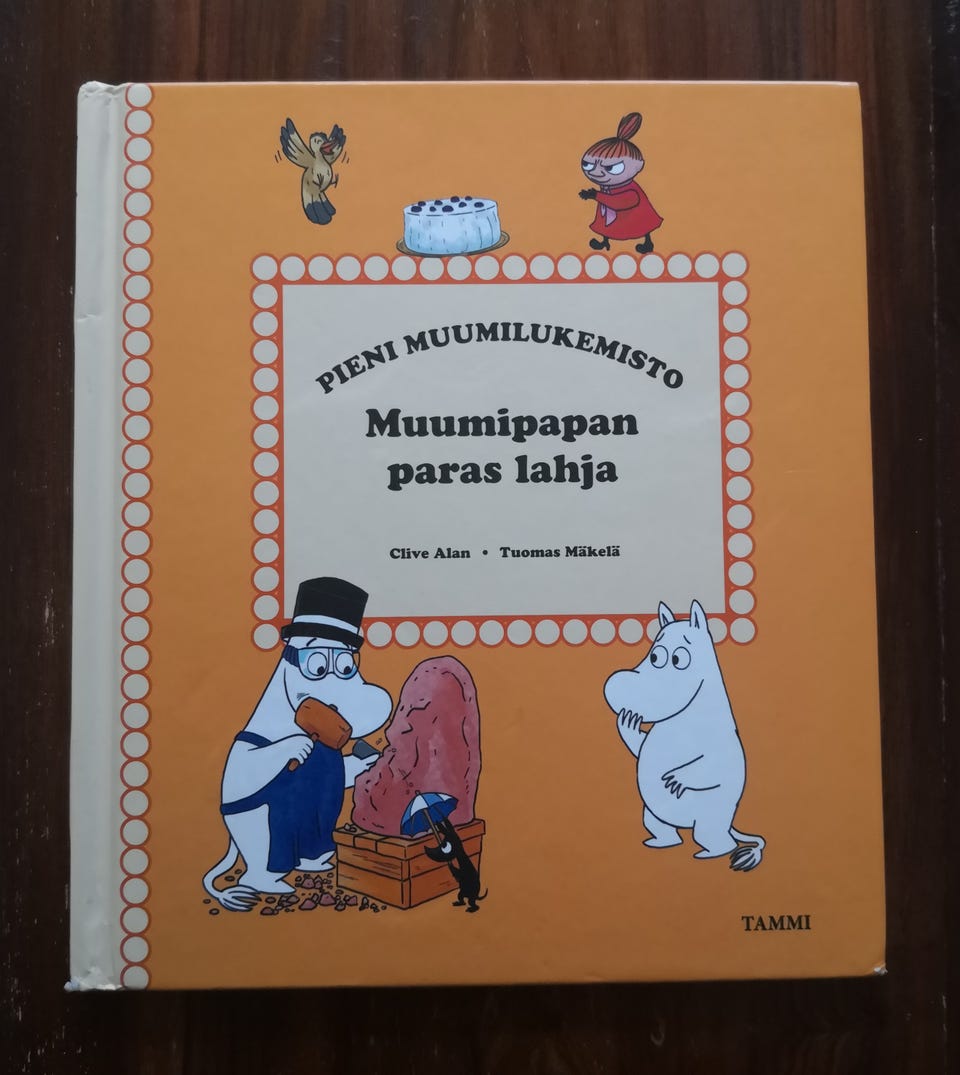 PIENI MUUMILUKEMISTO
Muumipapan
paras lahja
Clive Alan • Tuomas Mäkelä
TAMMI